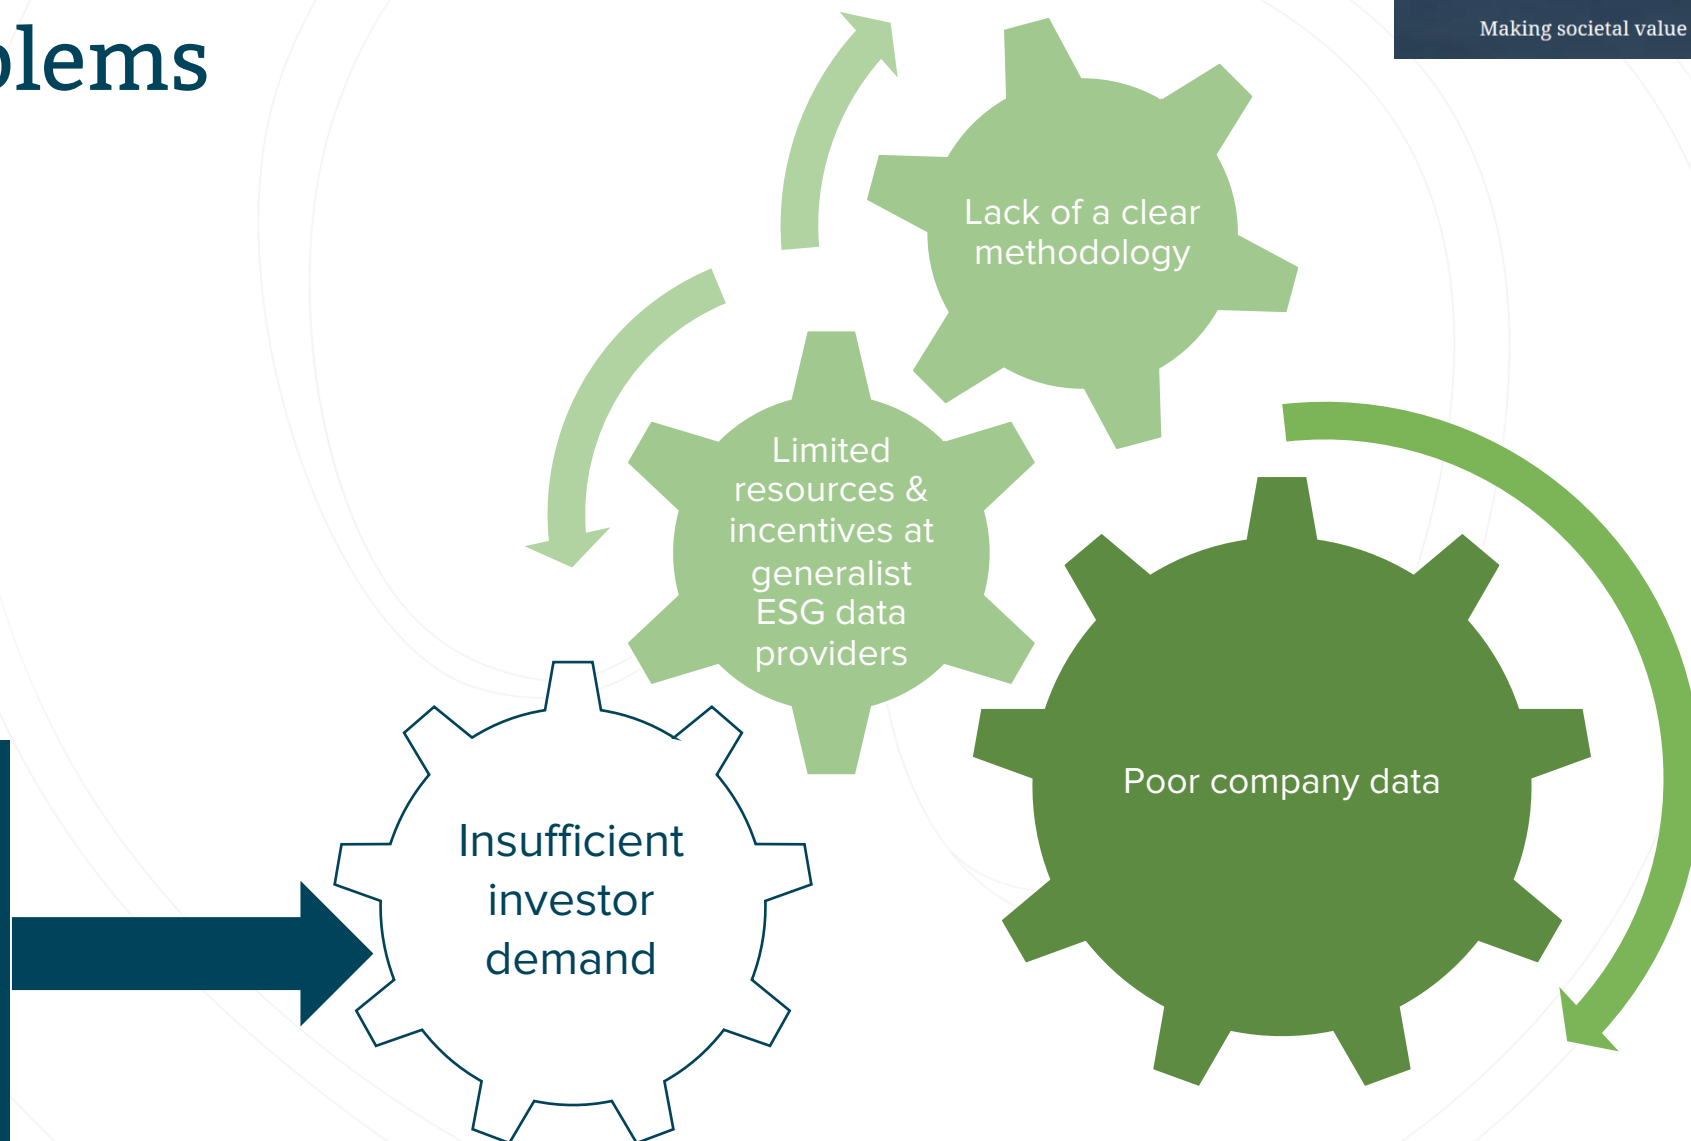 Making societal value
Lack of a clear
methodology
Limited
resources &
incentives at
generalist
ESG data
providers
Poor company data
Insufficient
investor
demand